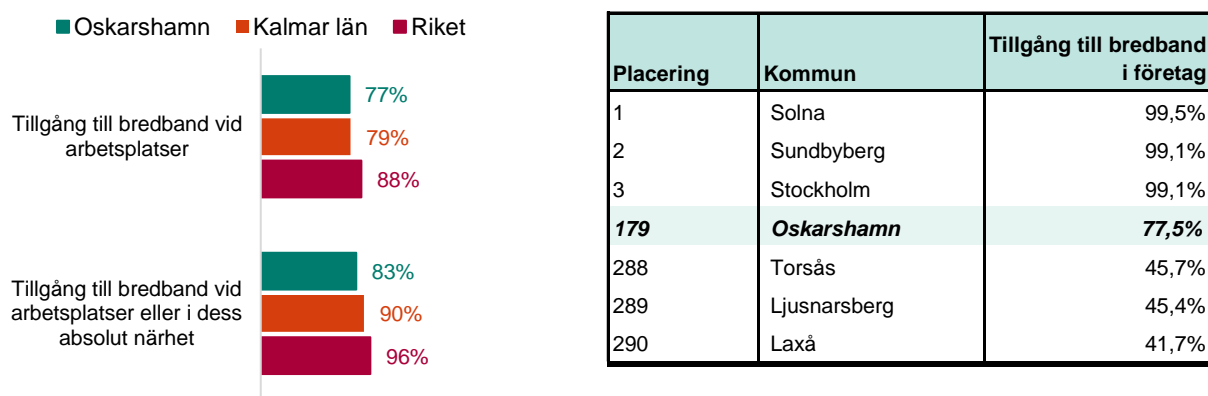 Oskarshamn Kalmar län Riket
Tillgång till bredband vid
arbetsplatser
77%
79%
88%
Tillgång till bredband vid
arbetsplatser eller i dess
absolut närhet
83%
90%
96%
Placering Kommun Tillgång till bredband
i företag
1 Solna 99,5%
2 Sundbyberg 99,1%
3 Stockholm 99,1%
179 Oskarshamn 77,5%
288 Torsås 45,7%
289 Ljusnarsberg 45,4%
290 Laxå 41,7%